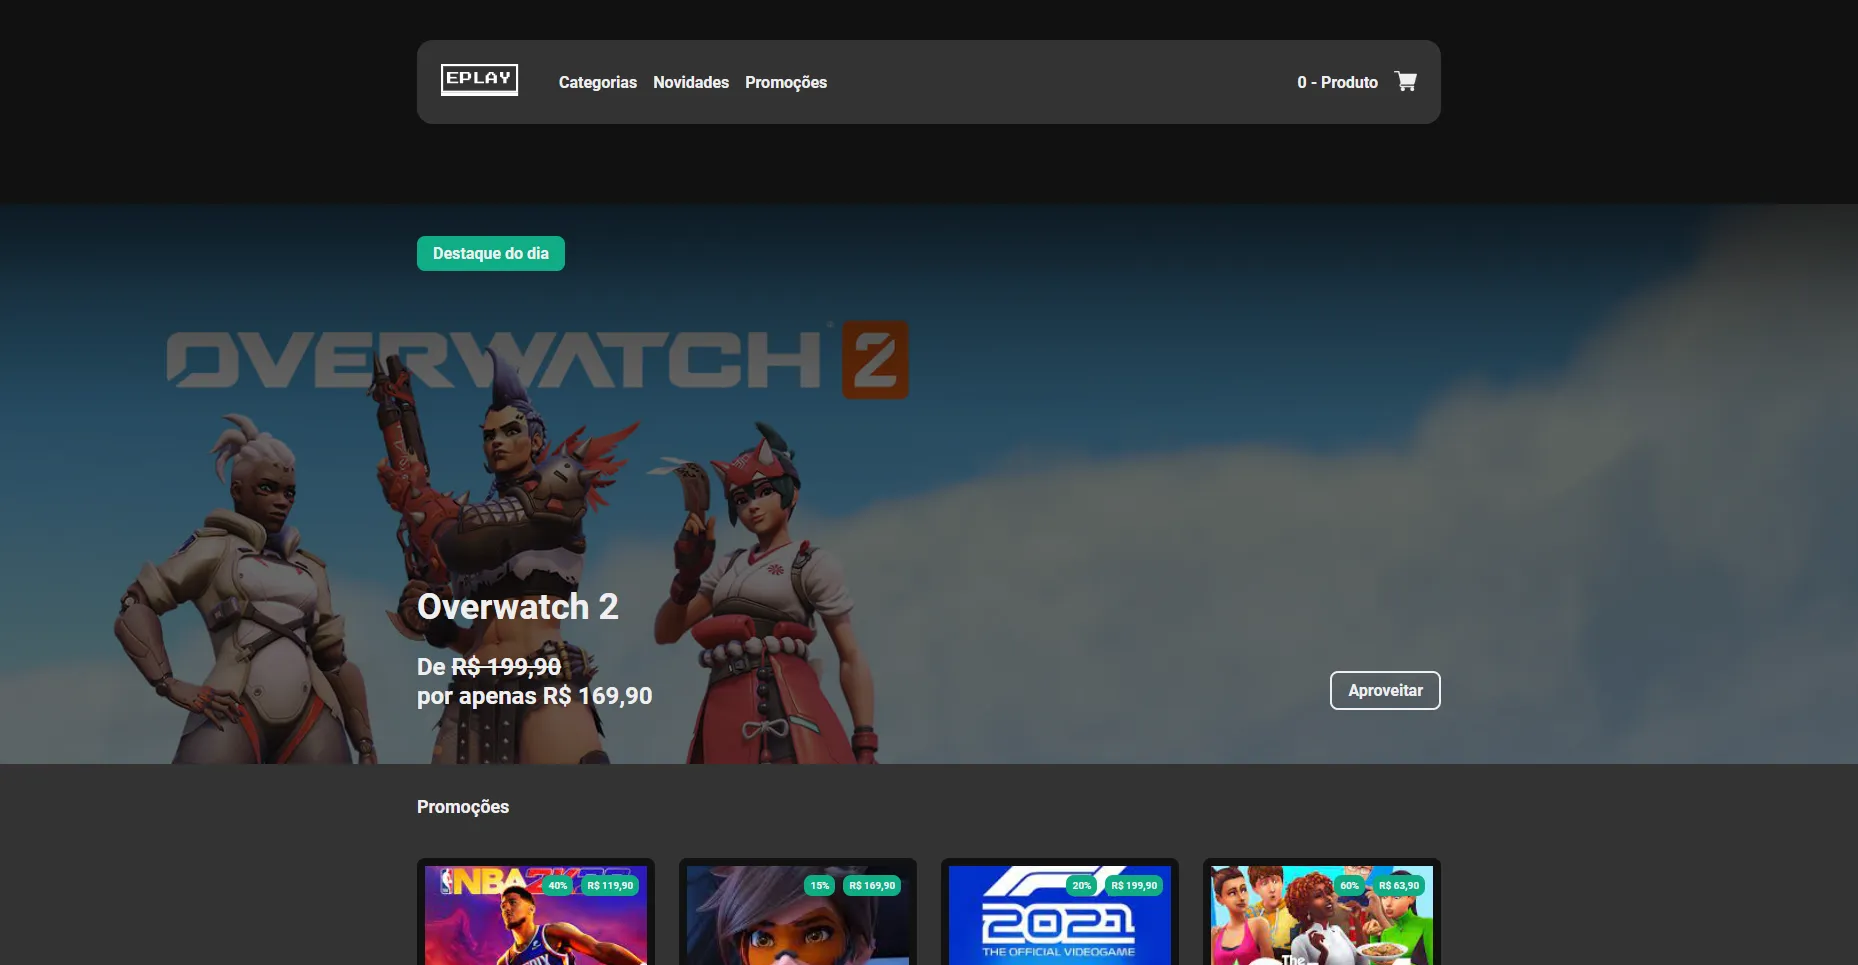 EPLAY
Categorias Novidades Promoções
0 - Produto
Destaque do dia
OVERWATCH 2
Overwatch 2
De R$ 199,90
por apenas R$ 169,90
Aproveitar
Promoções
NBA 2K
40% R$ 119,90
15% R$ 169,90
20% R$ 199,90
2021
THE OFFICIAL VIDEOGAME
60% R$ 63,90
The